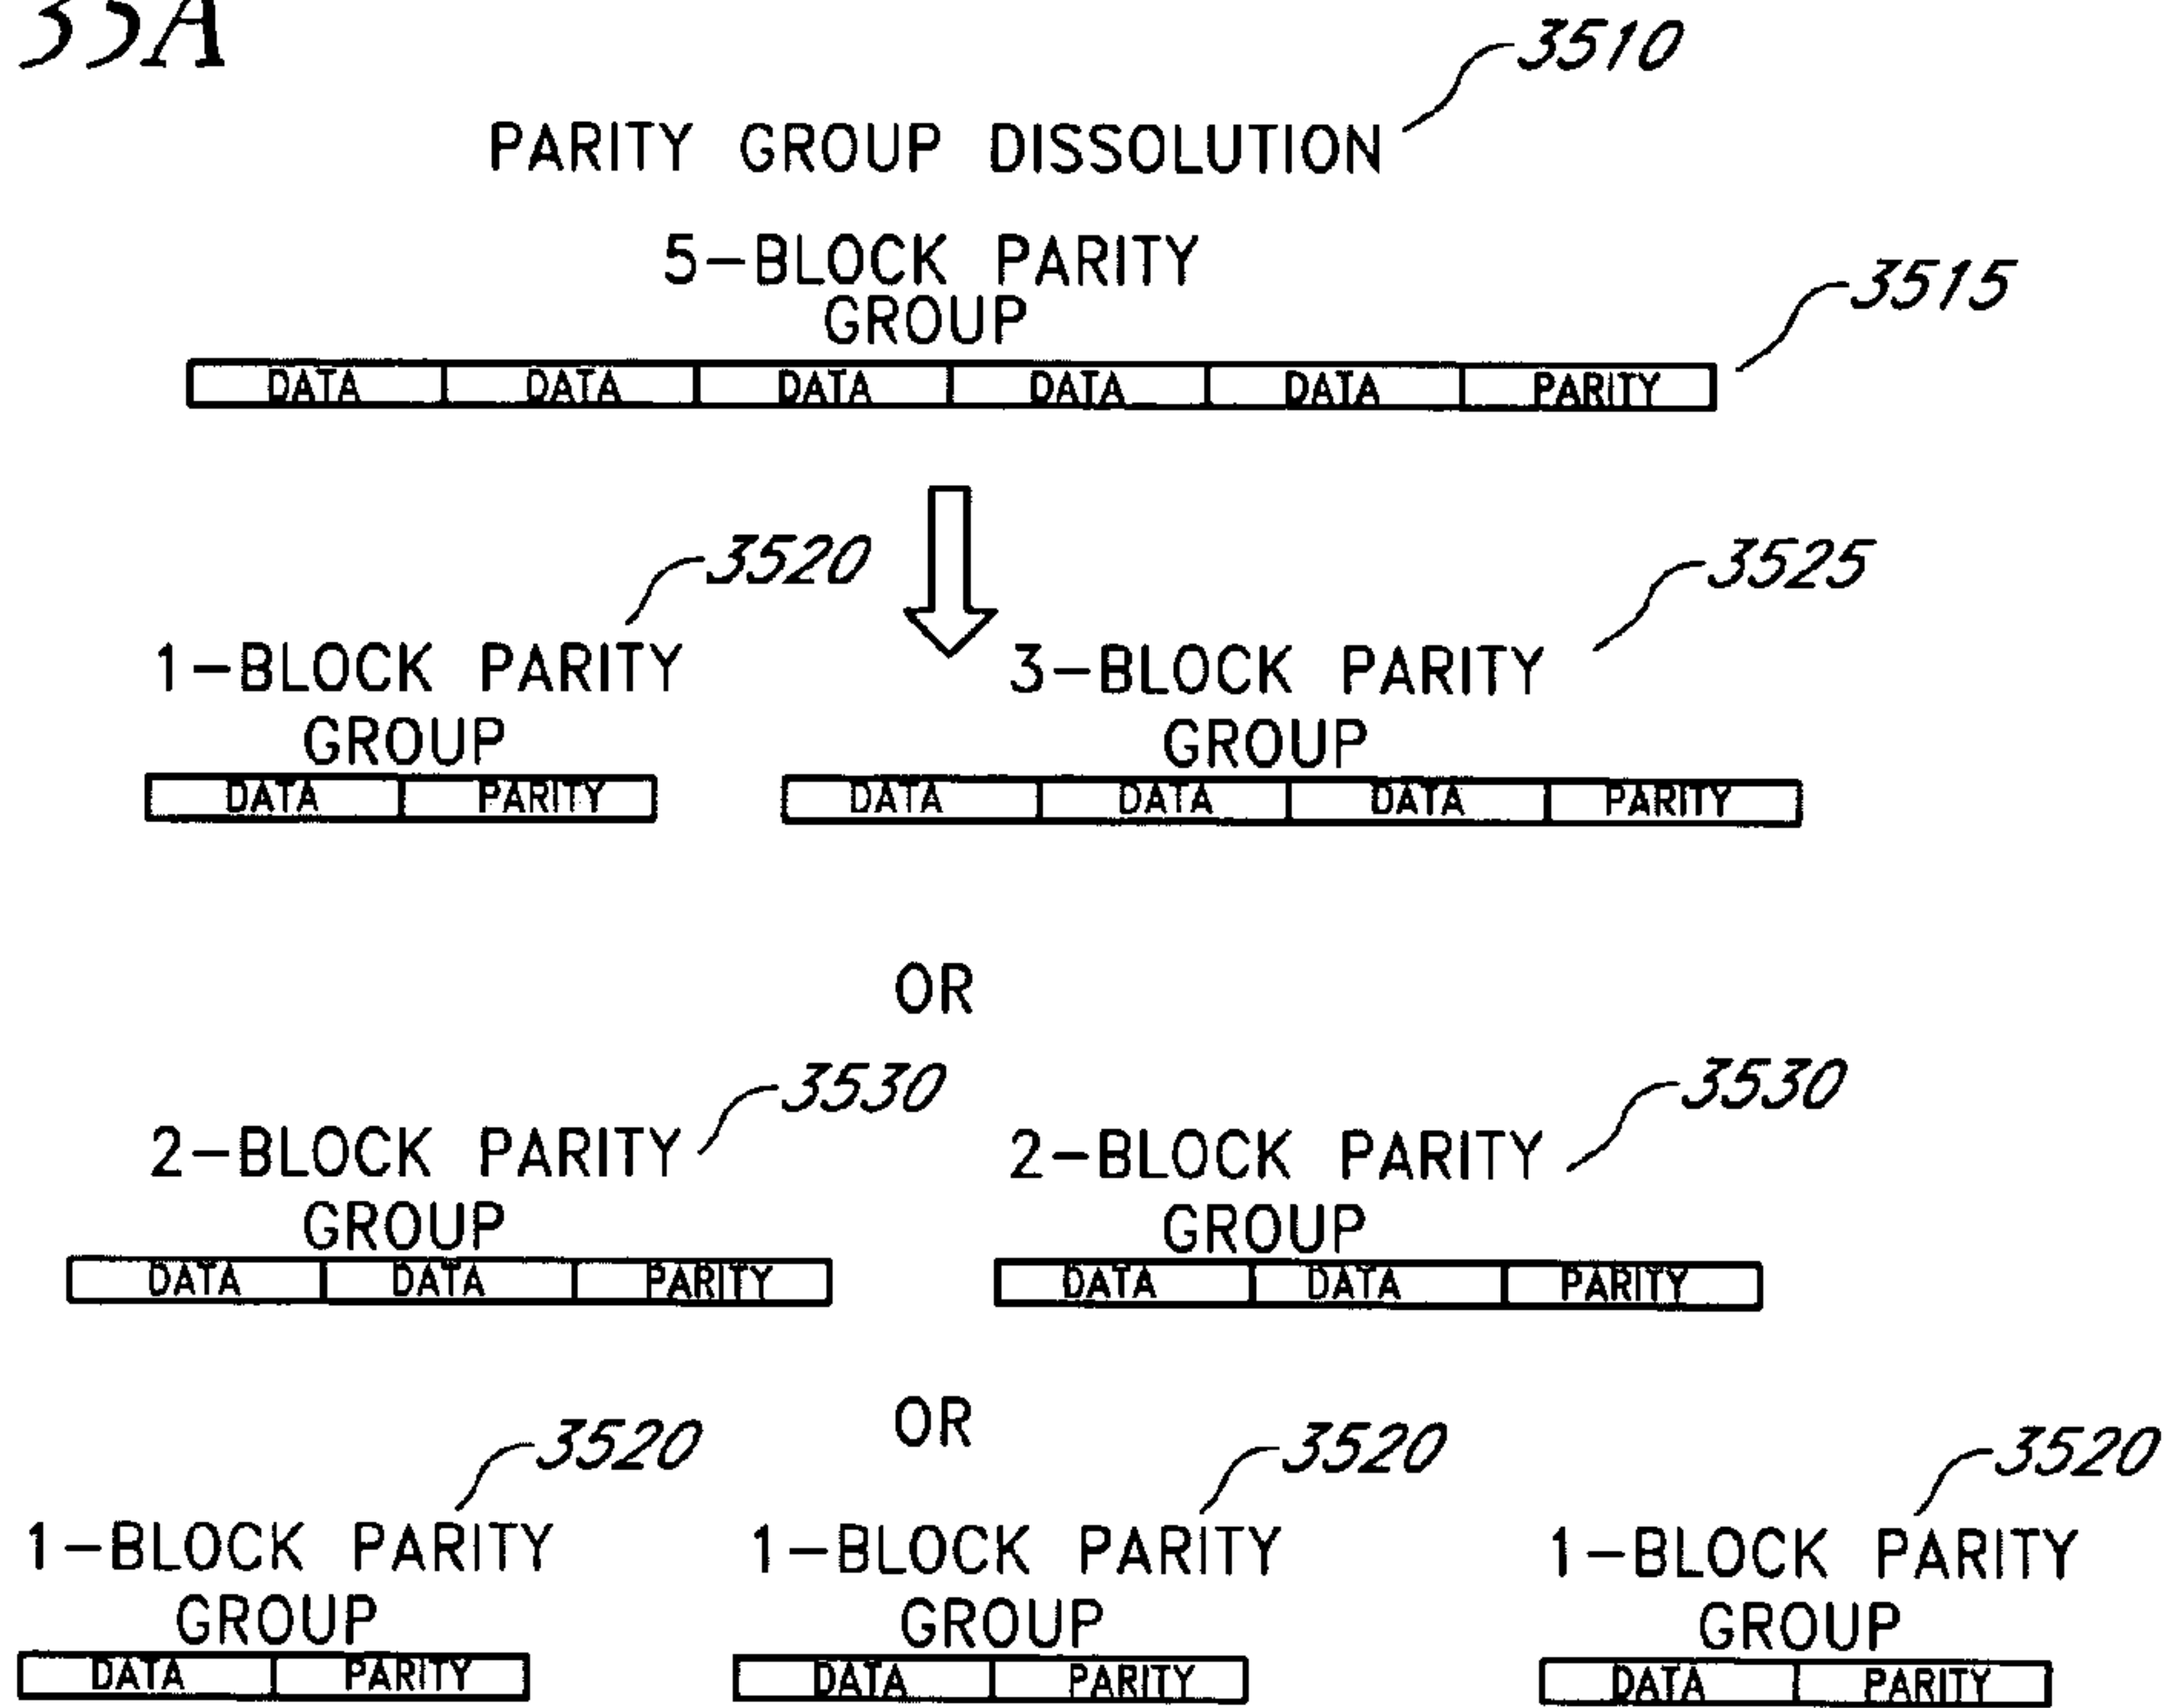 35A
3510
PARITY GROUP DISSOLUTION
5-BLOCK PARITY
GROUP
3515
DATA DATA DATA DATA DATA PARITY
3520
3525
1-BLOCK PARITY
GROUP
DATA PARITY
3-BLOCK PARITY
GROUP
DATA DATA DATA PARITY
OR
3530
2-BLOCK PARITY
GROUP
DATA DATA PARITY
3530
2-BLOCK PARITY
GROUP
DATA DATA PARITY
OR
3520
1-BLOCK PARITY
GROUP
DATA PARITY
3520
1-BLOCK PARITY
GROUP
DATA PARITY
3520
1-BLOCK PARITY
GROUP
DATA PARITY